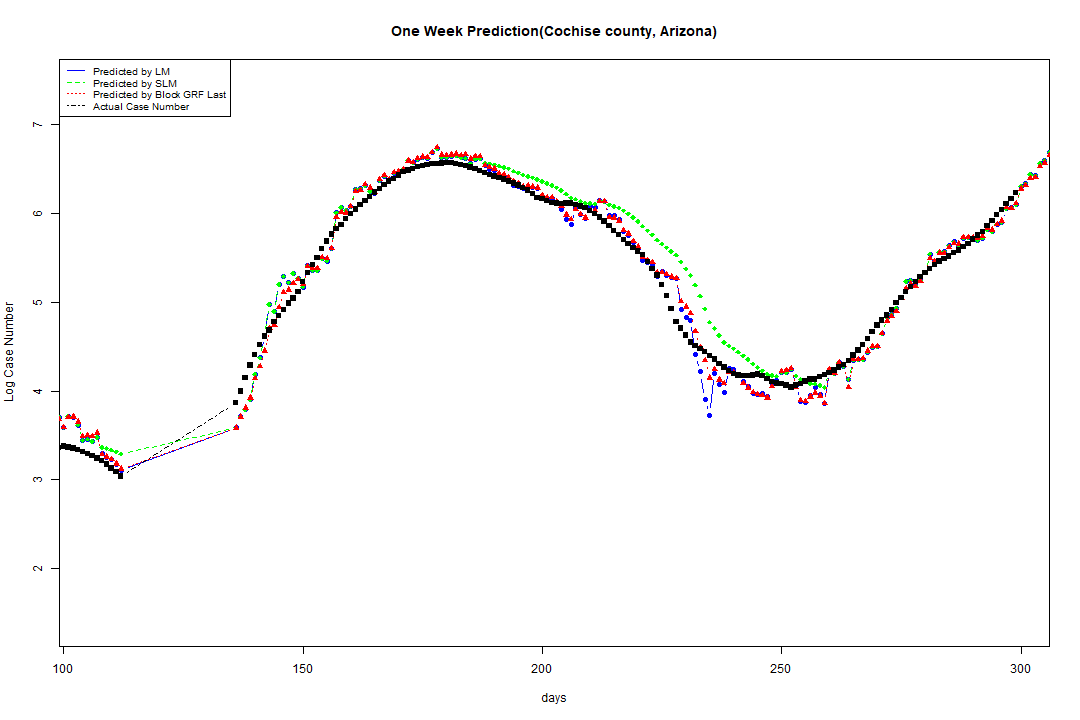 One Week Prediction(Cochise county, Arizona)
Predicted by LM
Predicted by SLM
Predicted by Block GRF Last
Actual Case Number
Log Case Number
7
6
5
4
3
2
100 150 200 250 300
days